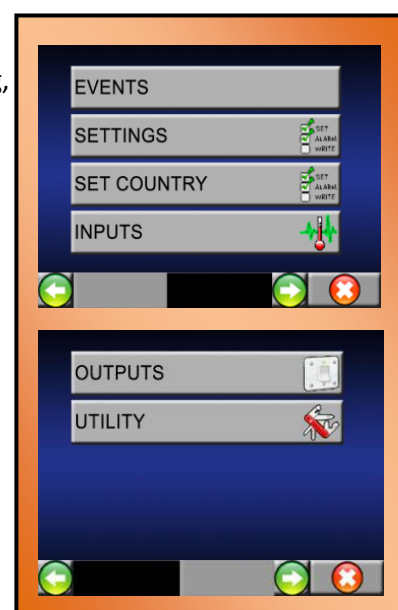 EVENTS
SETTINGS
SET
ALARM
WRITE
SET COUNTRY
SET
ALARM
WRITE
INPUTS
OUTPUTS
UTILITY